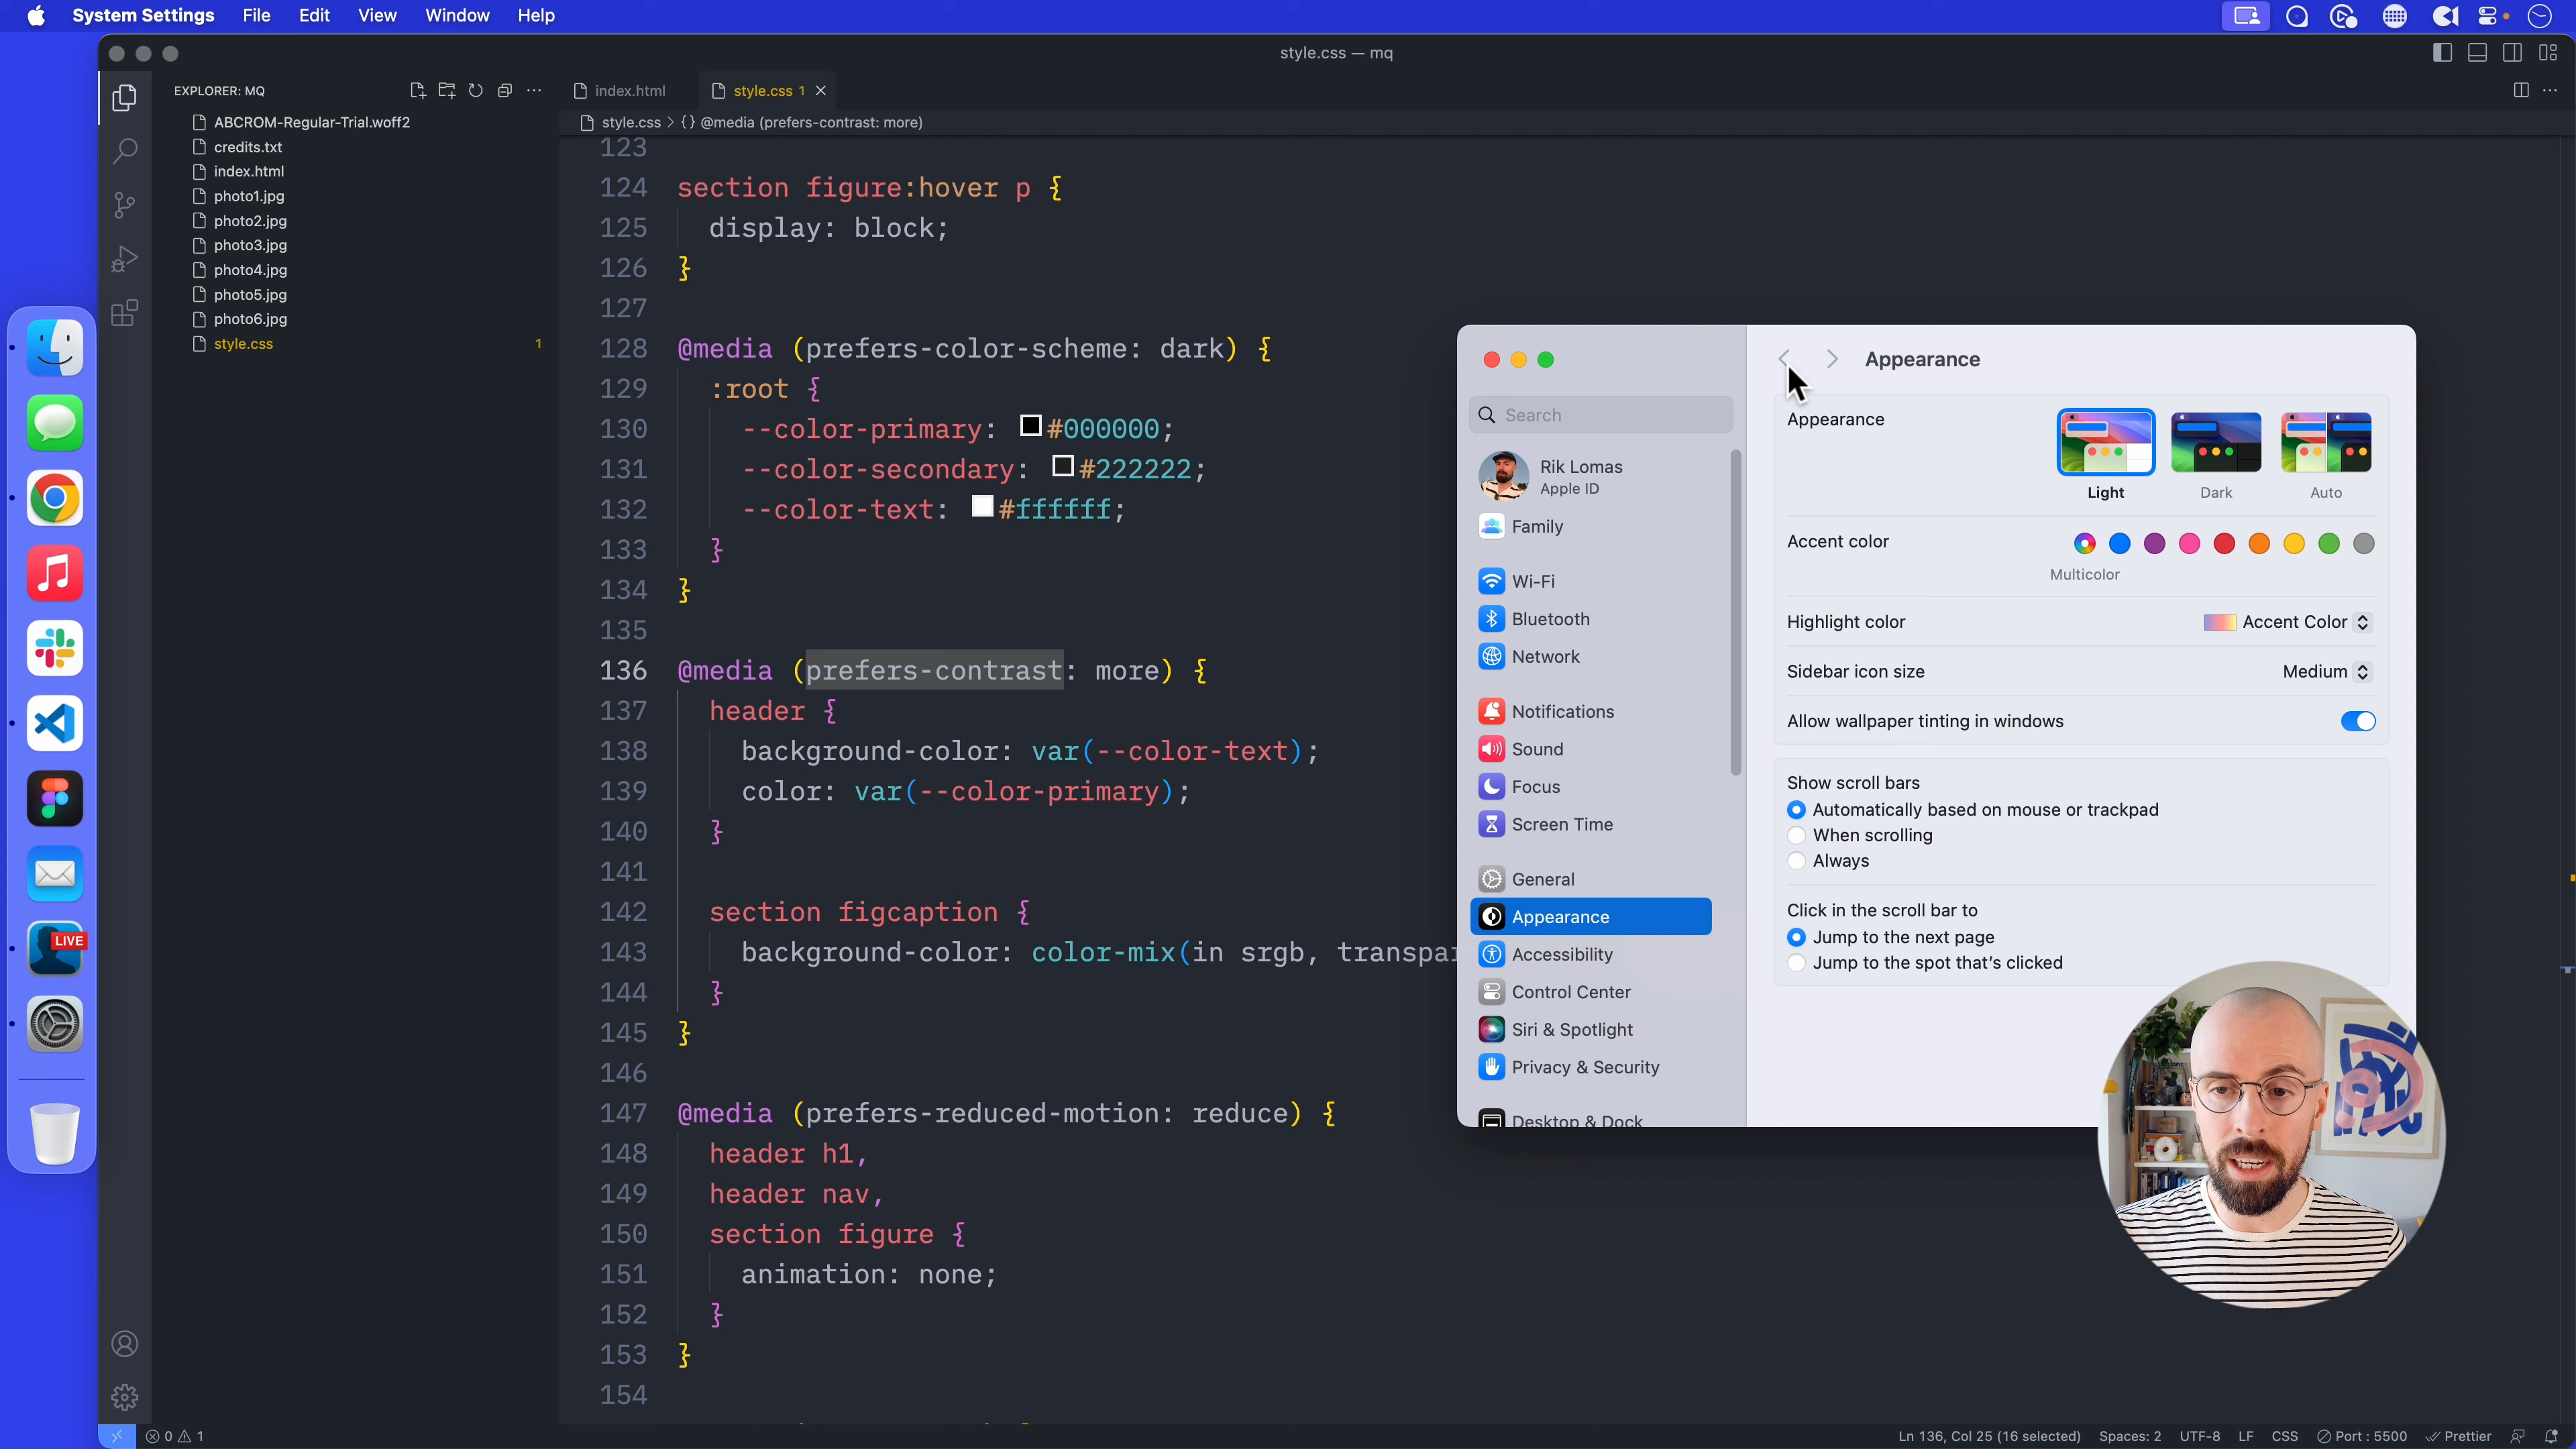 System Settings File Edit View Window Help
style.css — mq
EXPLORER: MQ
ABCROM-Regular-Trial.woff2
credits.txt
index.html
photo1.jpg
photo2.jpg
photo3.jpg
photo4.jpg
photo5.jpg
photo6.jpg
style.css 1
LIVE
index.html
style.css 1
style.css > {} @media (prefers-contrast: more)
123
124 section figure:hover p {
125 display: block;
126 }
127
128 @media (prefers-color-scheme: dark) {
129 :root {
130 --color-primary: #000000;
131 --color-secondary: #222222;
132 --color-text: #ffffff;
133 }
134 }
135
136 @media (prefers-contrast: more) {
137 header {
138 background-color: var(--color-text);
139 color: var(--color-primary);
140 }
141
142 section figcaption {
143 background-color: color-mix(in srgb, transpar
144 }
145 }
146
147 @media (prefers-reduced-motion: reduce) {
148 header h1,
149 header nav,
150 section figure {
151 animation: none;
152 }
153 }
154
Search
Rik Lomas
Apple ID
Family
Wi-Fi
Bluetooth
Network
Notifications
Sound
Focus
Screen Time
General
Appearance
Accessibility
Control Center
Siri & Spotlight
Privacy & Security
Desktop & Dock
Appearance
Appearance
Light Dark Auto
Accent color
Multicolor
Highlight color Accent Color
Sidebar icon size Medium
Allow wallpaper tinting in windows
Show scroll bars
Automatically based on mouse or trackpad
When scrolling
Always
Click in the scroll bar to
Jump to the next page
Jump to the spot that's clicked
0 1
Ln 136, Col 25 (16 selected) Spaces: 2 UTF-8 LF CSS Port : 5500 Prettier